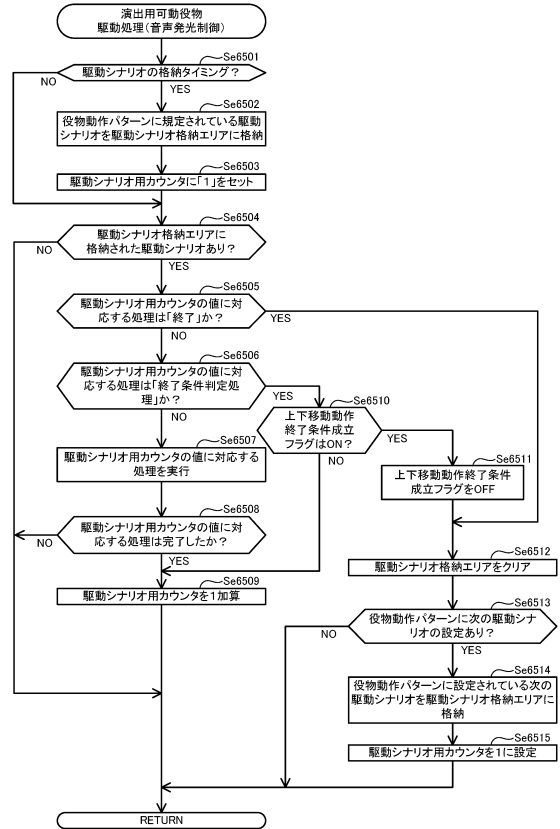 演出用可動役物
駆動処理(音声発光制御)
Se6501
駆動シナリオの格納タイミング？
NO
YES
Se6502
役物動作パターンに規定されている駆動
シナリオを駆動シナリオ格納エリアに格納
Se6503
駆動シナリオ用カウンタに「１」をセット
Se6504
駆動シナリオ格納エリアに
格納された駆動シナリオあり？
NO
YES
Se6505
駆動シナリオ用カウンタの値に対
応する処理は「終了」か？
YES
NO
Se6506
駆動シナリオ用カウンタの値に対
応する処理は「終了条件判定処
理」か？
YES
NO
Se6510
上下移動動作
終了条件成立
フラグはON？
YES
NO
Se6507
駆動シナリオ用カウンタの値に対応する
処理を実行
Se6511
上下移動動作終了条件
成立フラグをOFF
Se6508
駆動シナリオ用カウンタの値に対
応する処理は完了したか？
NO
YES
Se6509
駆動シナリオ用カウンタを１加算
Se6512
駆動シナリオ格納エリアをクリア
Se6513
役物動作パターンに次の駆動シナ
リオの設定あり？
NO
YES
Se6514
役物動作パターンに設定されている次の
駆動シナリオを駆動シナリオ格納エリアに
格納
Se6515
駆動シナリオ用カウンタを１に設定
RETURN